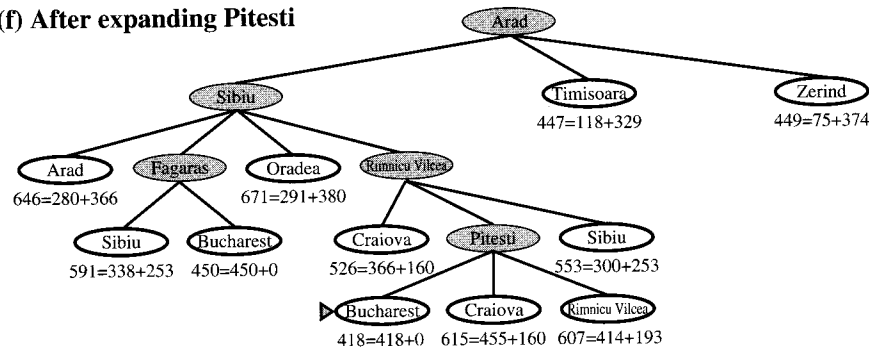 (f) After expanding Pitesti
Arad
Sibiu
Timisoara
Zerind
447=118+329
449=75+374
Arad
Fagaras
Oradea
Rimnicu Vilcea
646=280+366
671=291+380
Sibiu
Bucharest
Craiova
Pitesti
Sibiu
591=338+253
450=450+0
526=366+160
553=300+253
Bucharest
Craiova
Rimnicu Vilcea
418=418+0
615=455+160
607=414+193